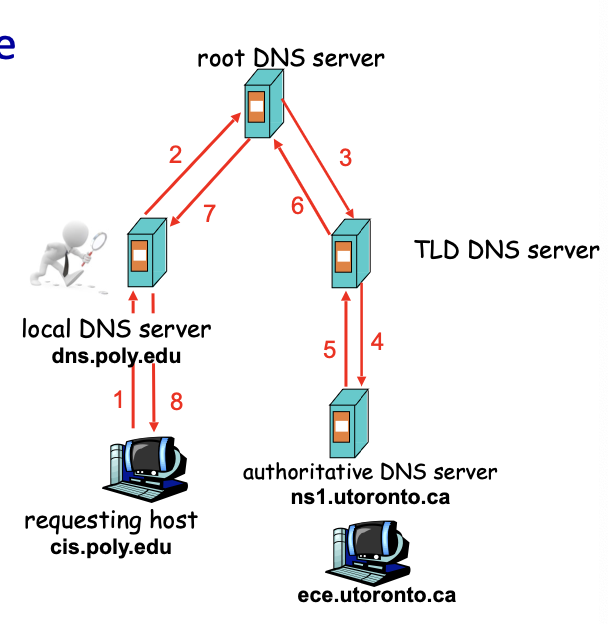 e
root DNS server
2
3
7
6
TLD DNS server
local DNS server
dns.poly.edu
5
4
1
8
authoritative DNS server
ns1.utoronto.ca
requesting host
cis.poly.edu
ece.utoronto.ca